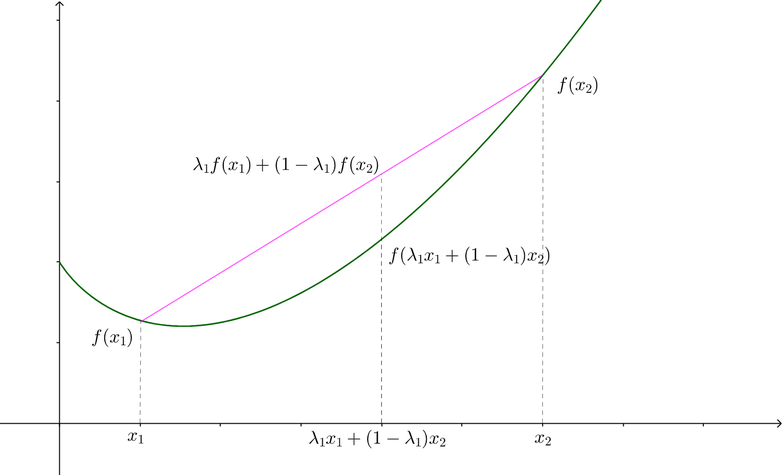 f(x₂)
λ₁f(x₁) + (1 − λ₁)f(x₂)
f(λ₁x₁ + (1 − λ₁)x₂)
f(x₁)
x₁
λ₁x₁ + (1 − λ₁)x₂
x₂